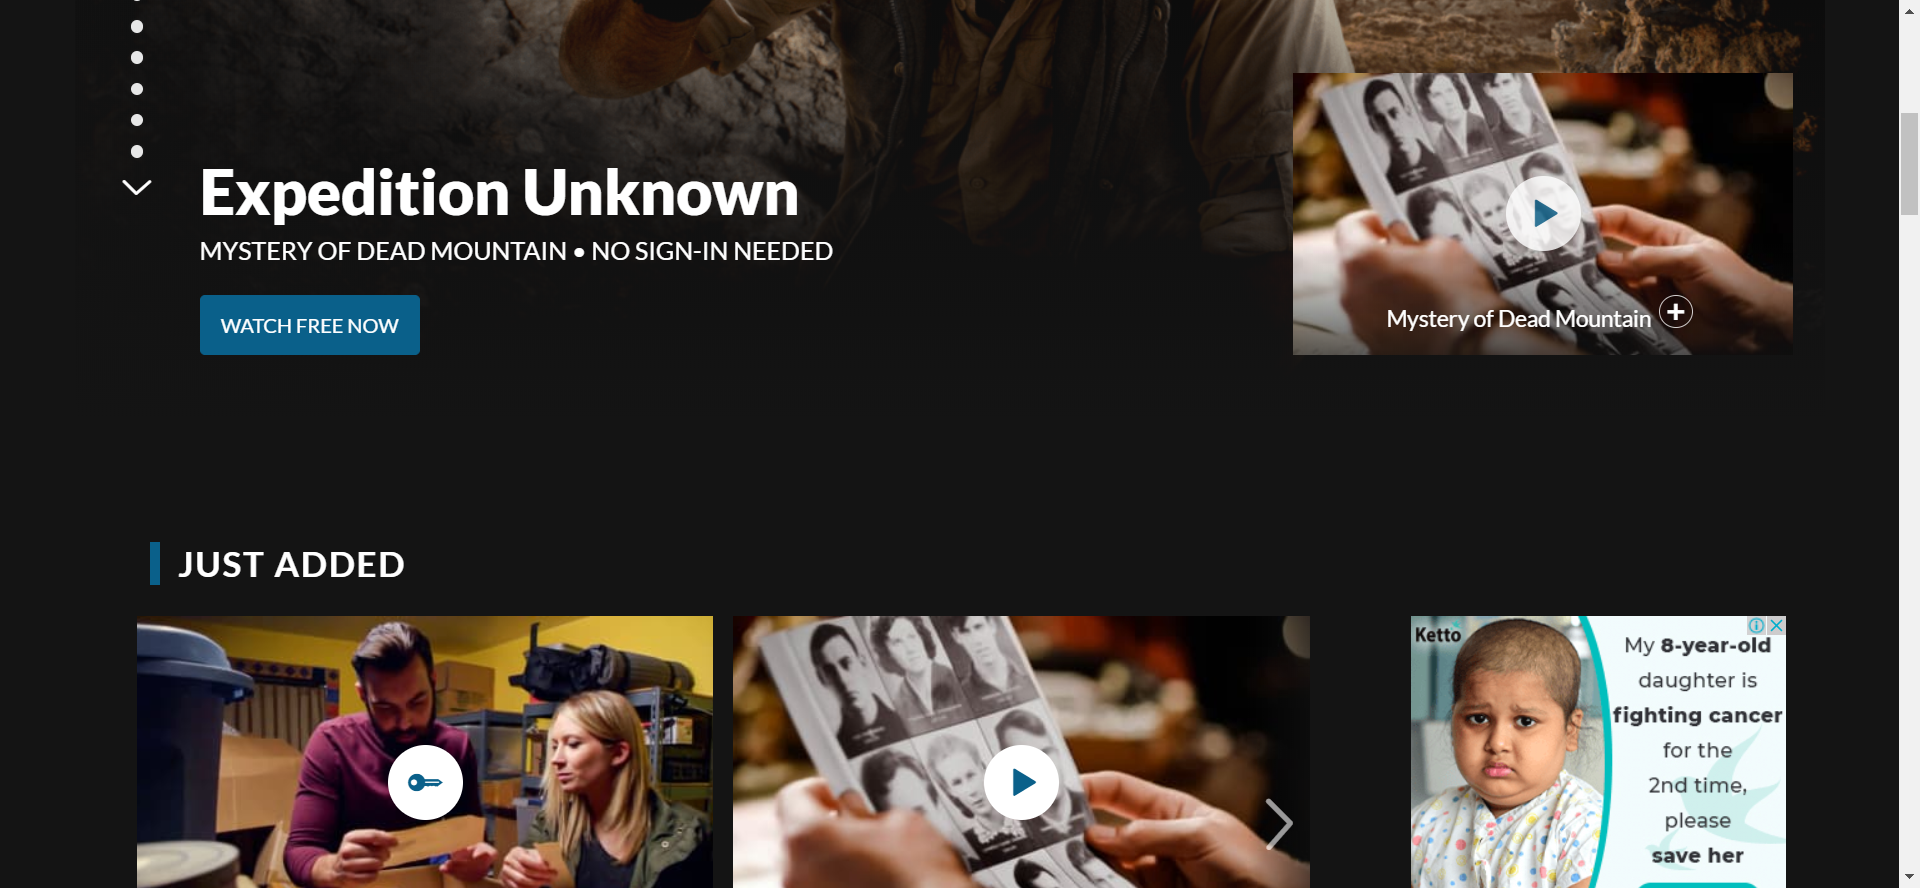 Expedition Unknown
MYSTERY OF DEAD MOUNTAIN • NO SIGN-IN NEEDED
WATCH FREE NOW
Mystery of Dead Mountain
JUST ADDED
Ketto
My 8-year-old
daughter is
fighting cancer
for the
2nd time,
please
save her